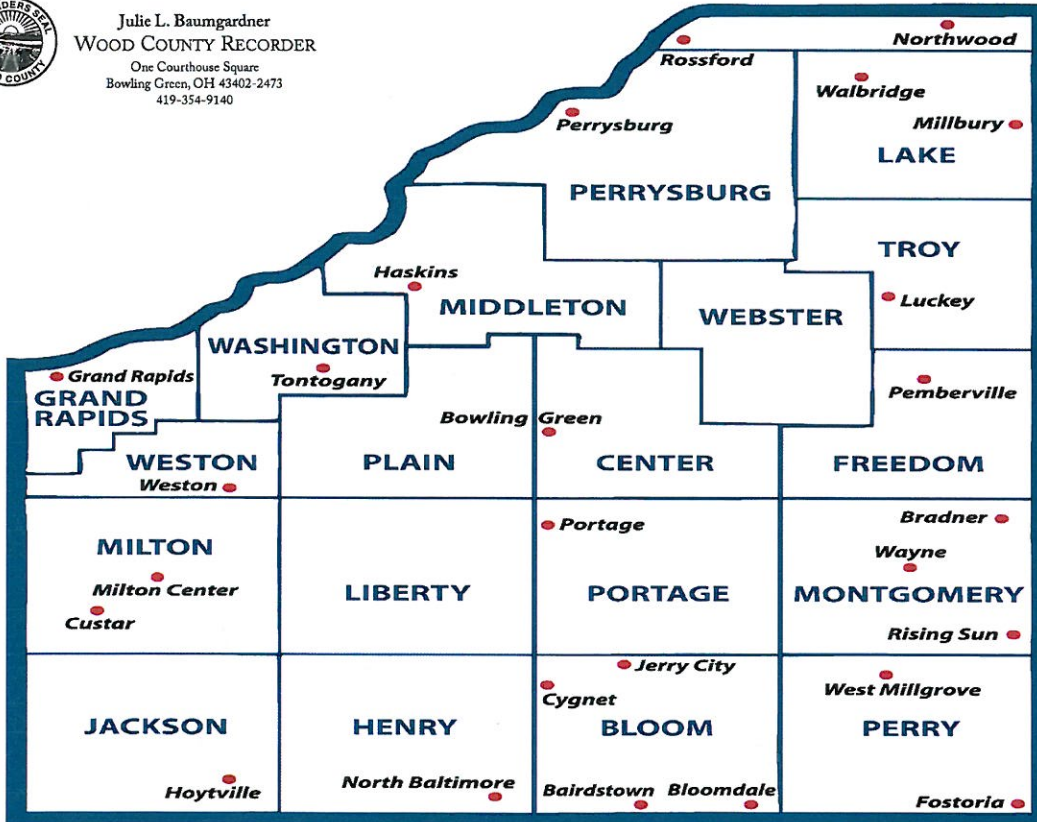 Julie L. Baumgardner
WOOD COUNTY RECORDER
One Courthouse Square
Bowling Green, OH 43402-2473
419-354-9140
Northwood
Rossford
Walbridge
Perrysburg
Millbury
LAKE
PERRYSBURG
TROY
Haskins
Luckey
MIDDLETON
WEBSTER
WASHINGTON
Grand Rapids
Tontogany
Pemberville
GRAND
RAPIDS
Bowling Green
WESTON
PLAIN
CENTER
FREEDOM
Weston
Portage
Bradner
MILTON
Wayne
Milton Center
LIBERTY
PORTAGE
MONTGOMERY
Custar
Rising Sun
Jerry City
Cygnet
West Millgrove
JACKSON
HENRY
BLOOM
PERRY
Hoytville
North Baltimore
Bairdstown
Bloomdale
Fostoria